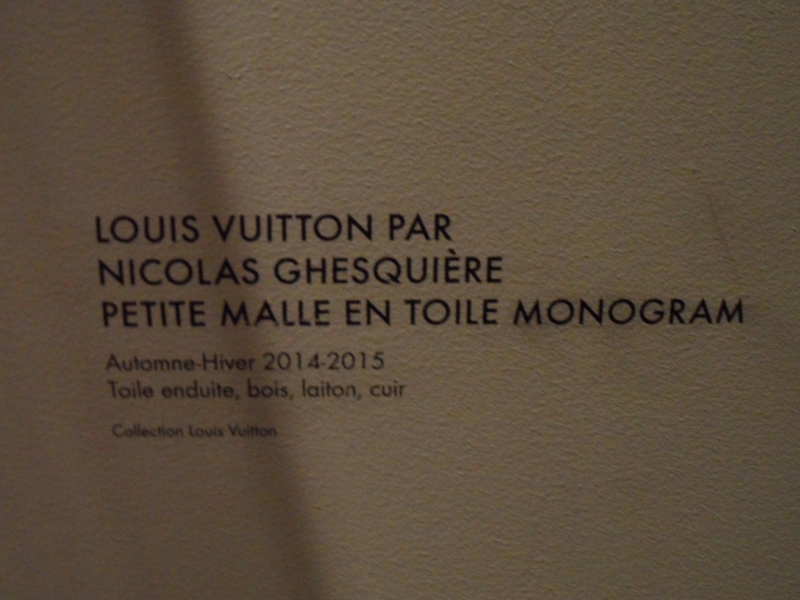 LOUIS VUITTON PAR
NICOLAS GHESQUIÈRE
PETITE MALLE EN TOILE MONOGRAM
Automne-Hiver 2014-2015
Toile enduite, bois, laiton, cuir
Collection Louis Vuitton